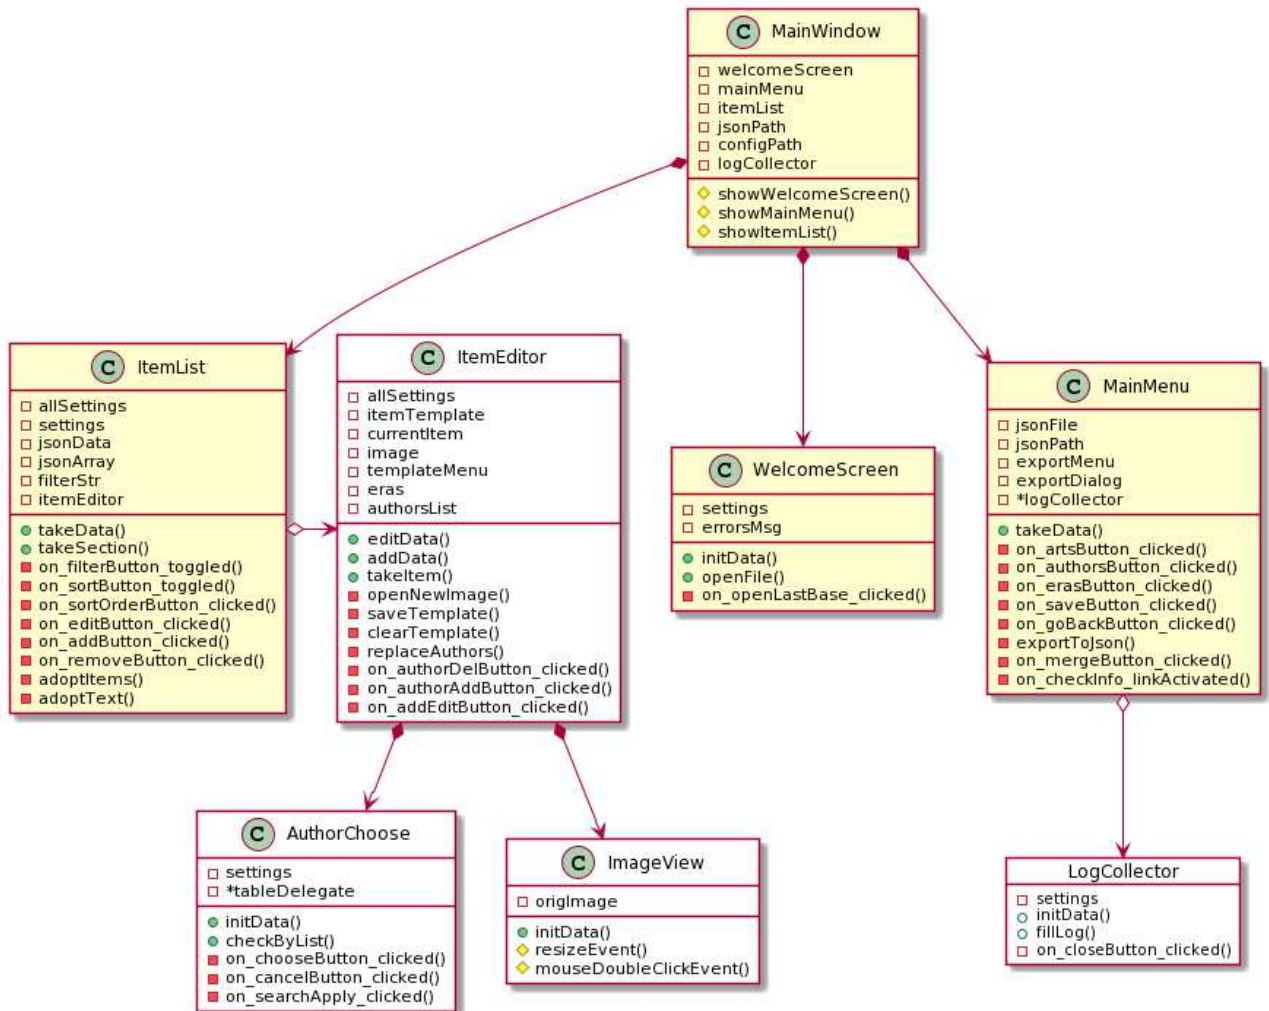 C MainWindow
welcomeScreen
mainMenu
itemList
jsonPath
configPath
logCollector
showWelcomeScreen()
showMainMenu()
showItemList()
C ItemList
allSettings
settings
jsonData
jsonArray
filterStr
itemEditor
takeData()
takeSection()
on_filterButton_toggled()
on_sortButton_toggled()
on_sortOrderButton_clicked()
on_editButton_clicked()
on_addButton_clicked()
on_removeButton_clicked()
adoptItems()
adoptText()
C ItemEditor
allSettings
itemTemplate
currentItem
image
templateMenu
eras
authorsList
editData()
addData()
takeItem()
openNewImage()
saveTemplate()
clearTemplate()
replaceAuthors()
on_authorDelButton_clicked()
on_authorAddButton_clicked()
on_addEditButton_clicked()
C WelcomeScreen
settings
errorsMsg
initData()
openFile()
on_openLastBase_clicked()
C MainMenu
jsonFile
jsonPath
exportMenu
exportDialog
*logCollector
takeData()
on_artsButton_clicked()
on_authorsButton_clicked()
on_erasButton_clicked()
on_saveButton_clicked()
on_goBackButton_clicked()
exportToJson()
on_mergeButton_clicked()
on_checkInfo_linkActivated()
C AuthorChoose
settings
*tableDelegate
initData()
checkByList()
on_chooseButton_clicked()
on_cancelButton_clicked()
on_searchApply_clicked()
C ImageView
origImage
initData()
resizeEvent()
mouseDoubleClickEvent()
LogCollector
settings
initData()
fillLog()
on_closeButton_clicked()